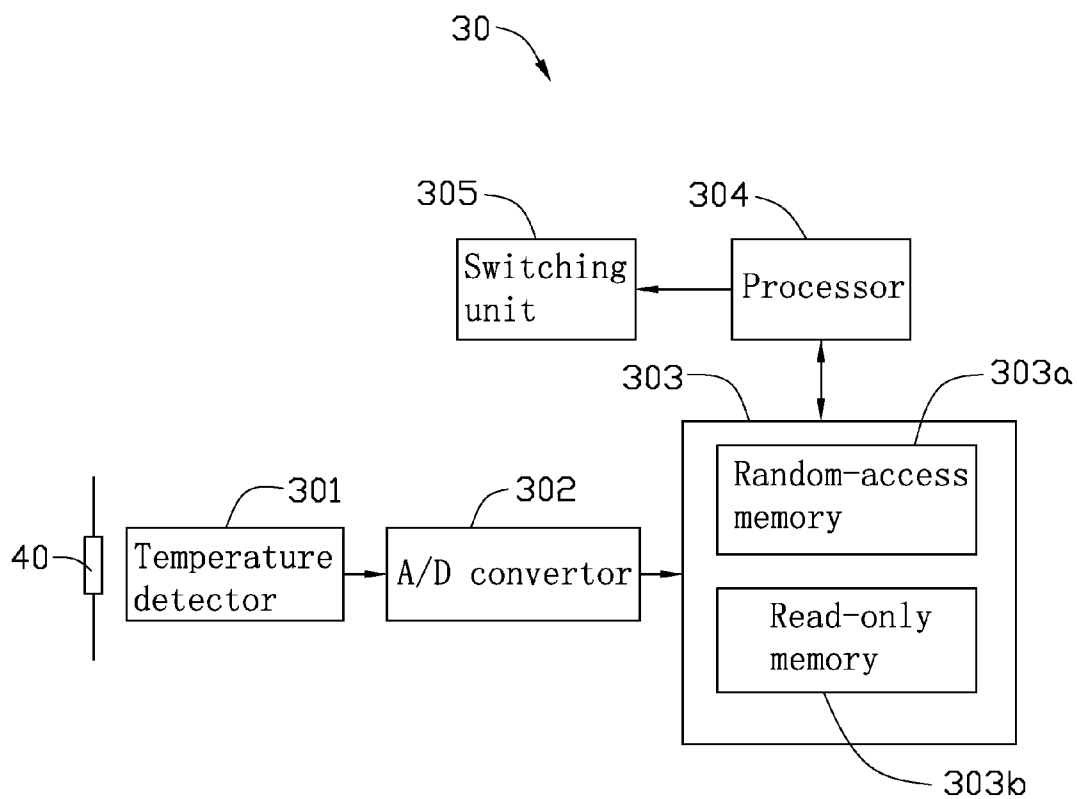 30
305
304
Switching
unit
Processor
303
303a
Random-access
memory
301
302
40
Temperature
detector
A/D convertor
Read-only
memory
303b